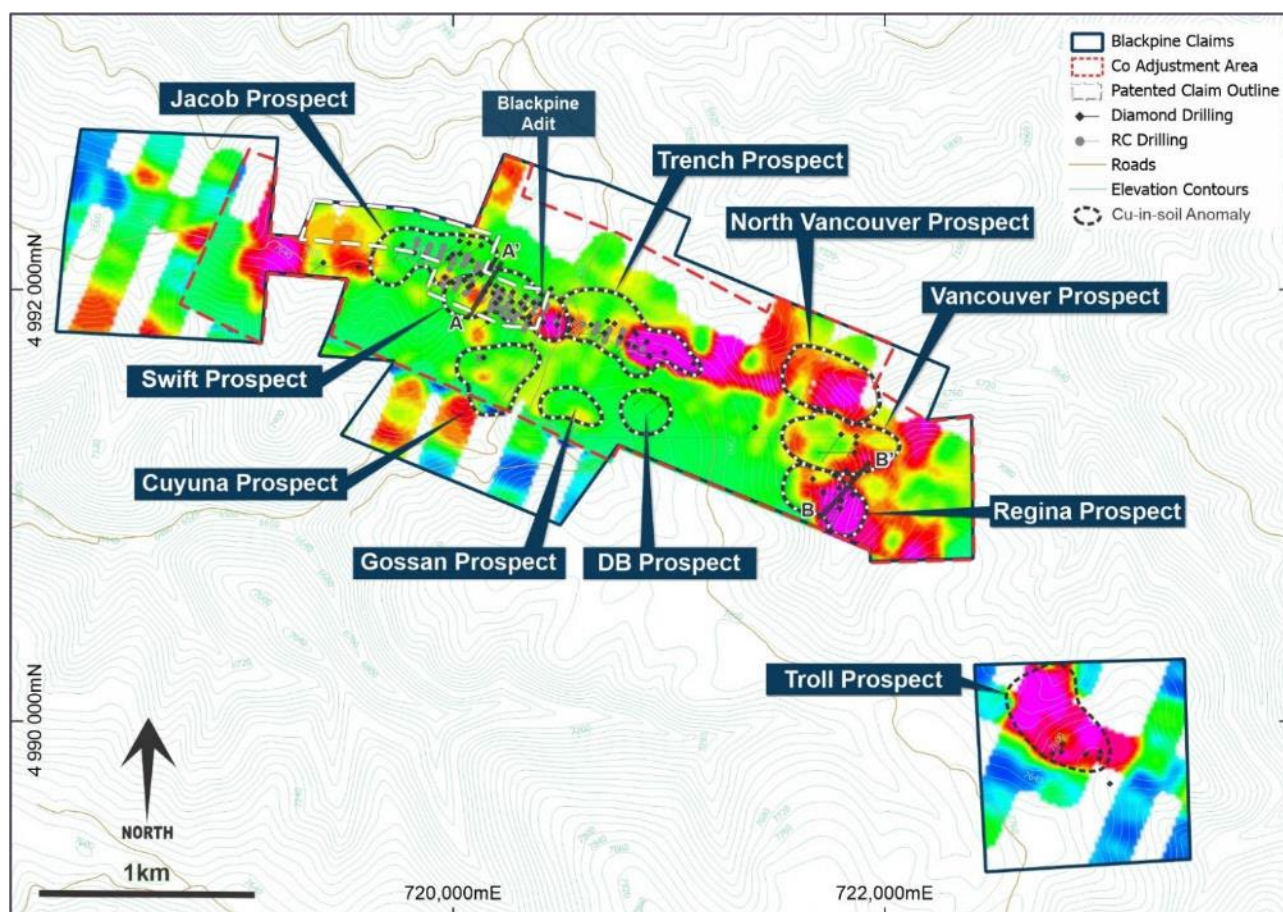 Blackpine Claims
Co Adjustment Area
Patented Claim Outline
Diamond Drilling
RC Drilling
Roads
Elevation Contours
Cu-in-soil Anomaly
Jacob Prospect
Blackpine
Adit
Trench Prospect
North Vancouver Prospect
Vancouver Prospect
A'
A
4 992 000mN
Swift Prospect
Cuyuna Prospect
B'
B
Gossan Prospect
DB Prospect
Regina Prospect
Troll Prospect
4 990 000mN
NORTH
1km
720,000mE
722,000mE